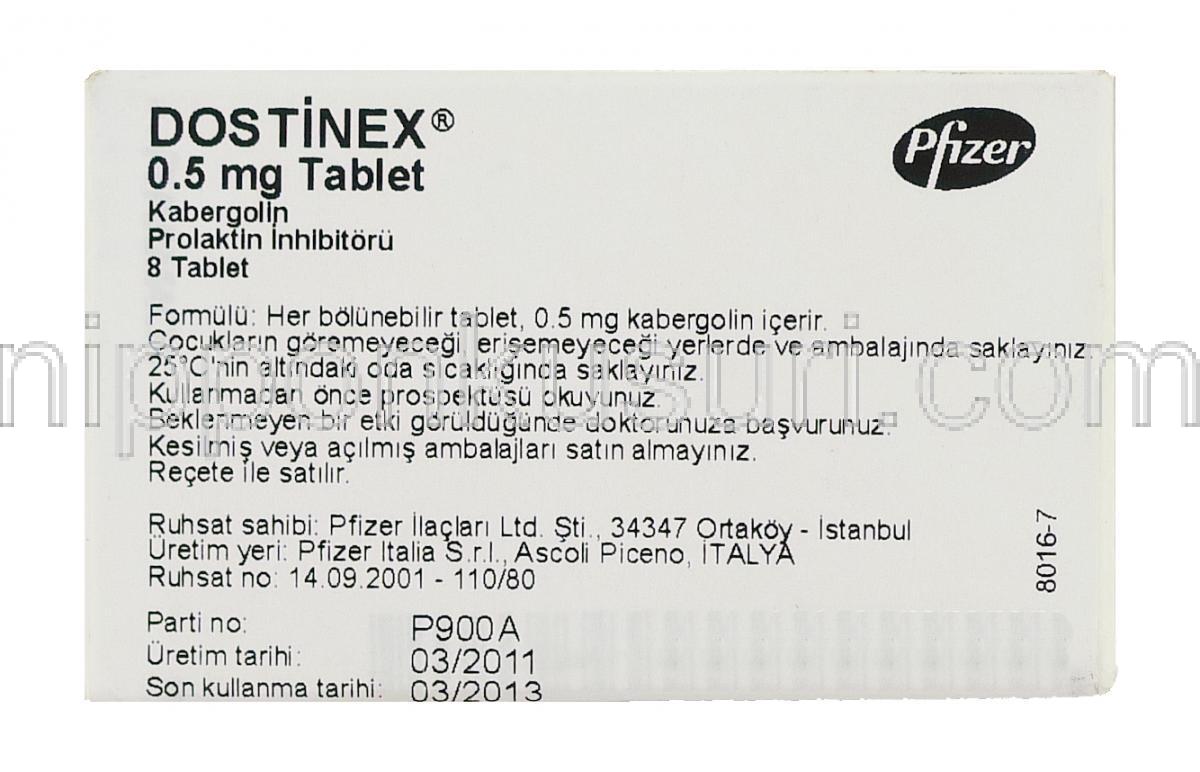 DOSTİNEX®
0.5 mg Tablet
Kabergolin
Prolaktin İnhibitörü
8 Tablet
Pfizer
Formülü: Her bölünebilir tablet, 0.5 mg kabergolin içerir.
Çocukların göremeyeceği, erişemeyeceği yerlerde ve ambalajında saklayınız.
25°C'nin altındaki oda sıcaklığında saklayınız.
Kullanmadan önce prospektüsü okuyunuz.
Beklenmeyen bir etki görüldüğünde doktorunuza başvurunuz.
Kesilmiş veya açılmış ambalajları satın almayınız.
Reçete ile satılır.
nipponkusuri.com
Ruhsat sahibi: Pfizer İlaçları Ltd. Şti., 34347 Ortaköy - İstanbul
Üretim yeri: Pfizer Italia S.r.l., Ascoli Piceno, İTALYA
Ruhsat no: 14.09.2001 - 110/80
8016-7
Parti no: P900A
Üretim tarihi: 03/2011
Son kullanma tarihi: 03/2013